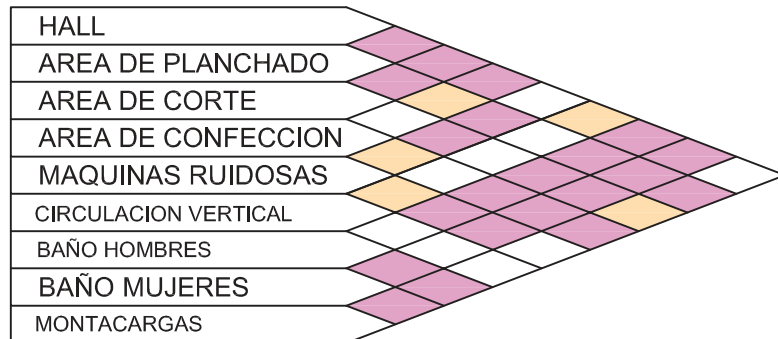 HALL
AREA DE PLANCHADO
AREA DE CORTE
AREA DE CONFECCION
MAQUINAS RUIDOSAS
CIRCULACION VERTICAL
BAÑO HOMBRES
BAÑO MUJERES
MONTACARGAS